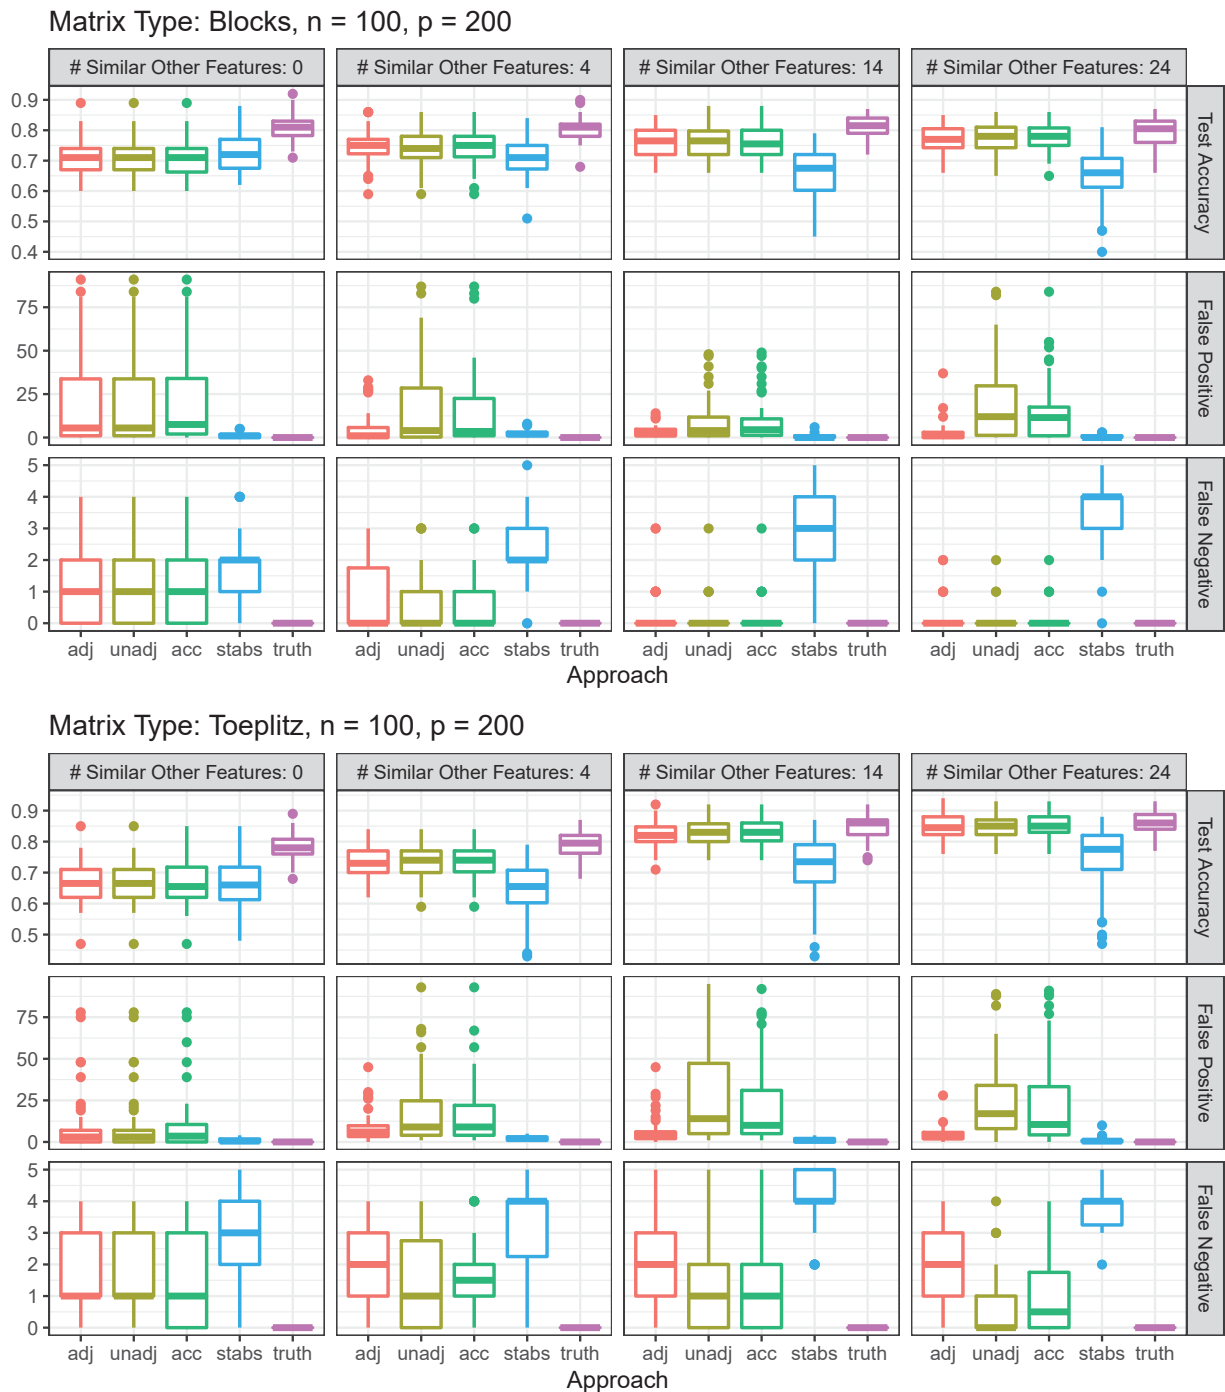 Matrix Type: Blocks, n = 100, p = 200
# Similar Other Features: 0
# Similar Other Features: 4
# Similar Other Features: 14
# Similar Other Features: 24
0.9
0.8
0.7
0.6
0.5
0.4
Test Accuracy
75
50
25
0
False Positive
5
4
3
2
1
0
False Negative
adj unadj acc stabs truth
adj unadj acc stabs truth
adj unadj acc stabs truth
adj unadj acc stabs truth
Approach
Matrix Type: Toeplitz, n = 100, p = 200
# Similar Other Features: 0
# Similar Other Features: 4
# Similar Other Features: 14
# Similar Other Features: 24
0.9
0.8
0.7
0.6
0.5
Test Accuracy
75
50
25
0
False Positive
5
4
3
2
1
0
False Negative
adj unadj acc stabs truth
adj unadj acc stabs truth
adj unadj acc stabs truth
adj unadj acc stabs truth
Approach